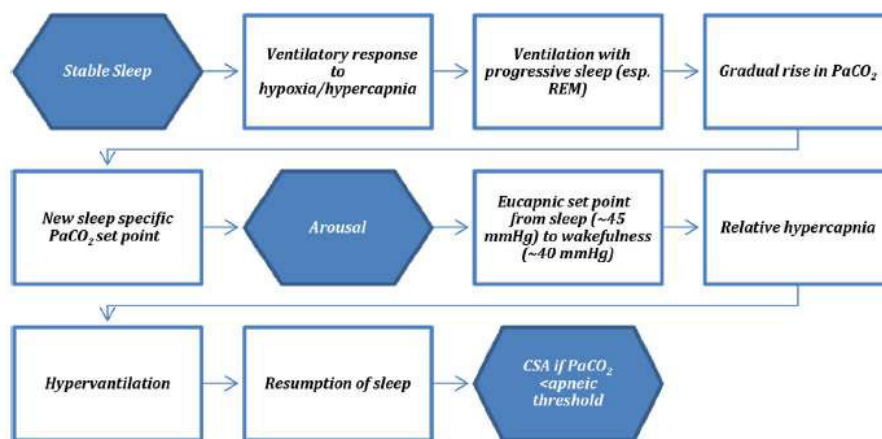 Stable Sleep
Ventilatory response
to
hypoxia/hypercapnia
Ventilation with
progressive sleep (esp.
REM)
Gradual rise in PaCO₂
New sleep specific
PaCO₂ set point
Arousal
Eucapnic set point
from sleep (~45
mmHg) to wakefulness
(~40 mmHg)
Relative hypercapnia
Hypervantilation
Resumption of sleep
CSA if PaCO₂
<apneic
threshold